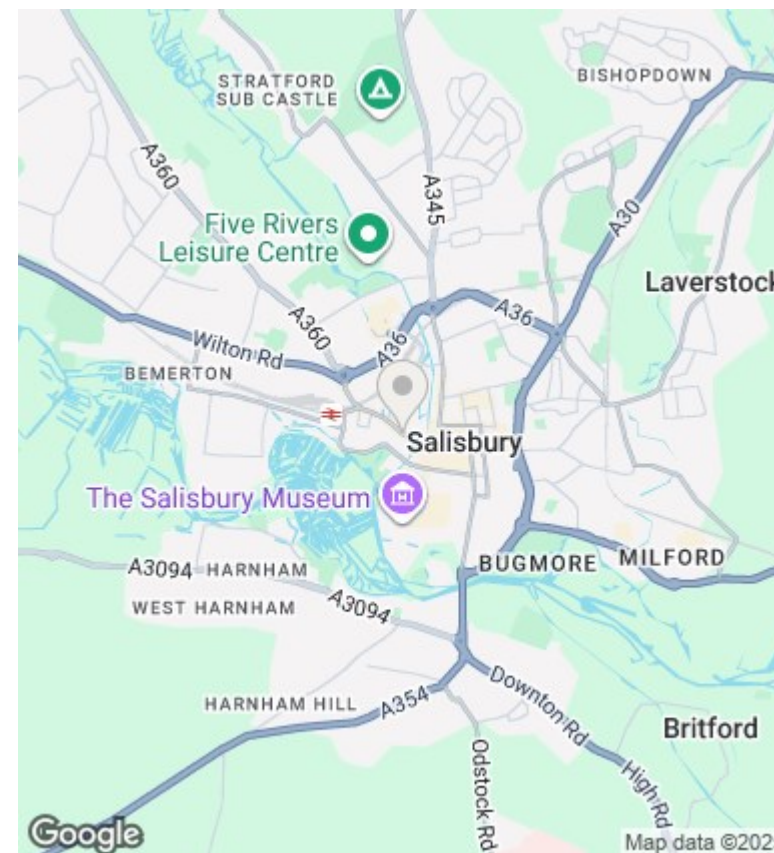 STRATFORD
SUB CASTLE
BISHOPDOWN
A360
A345
A30
Five Rivers
Leisure Centre
Laverstock
A360
A36
A36
Wilton Rd
BEMERTON
Salisbury
The Salisbury Museum
A3094
HARNHAM
BUGMORE
MILFORD
WEST HARNHAM
A3094
HARNHAM HILL
A354
Downton Rd
Britford
Odstock Rd
High Rd
Google
Map data ©202